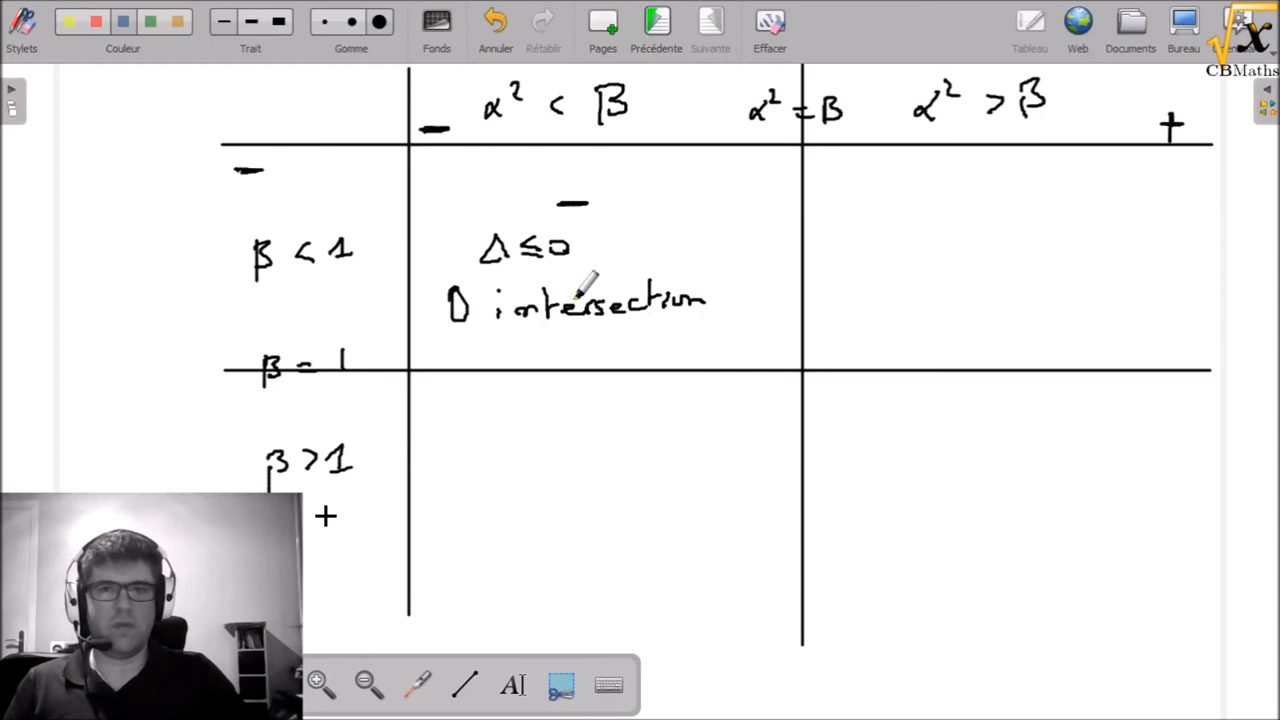 Stylets Couleur Trait Gomme Fonds Annuler Rétablir Pages Précédente Suivante Effacer Tableau Web Documents Bureau
√x
CBMaths
α² < β α² = β α² > β
− +
−
−
β < 1 Δ ≤ 0
0 intersection
β = 1
β > 1
+
AI